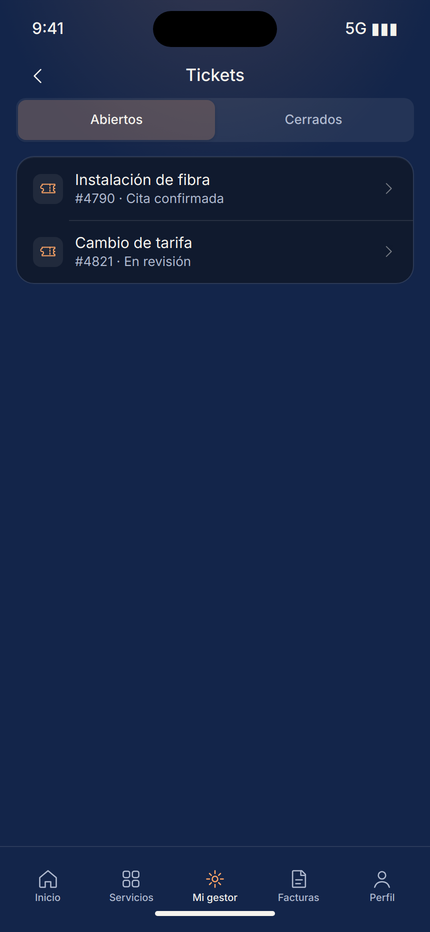 9:41
5G
Tickets
Abiertos
Cerrados
Instalación de fibra
#4790 · Cita confirmada
Cambio de tarifa
#4821 · En revisión
Inicio
Servicios
Mi gestor
Facturas
Perfil